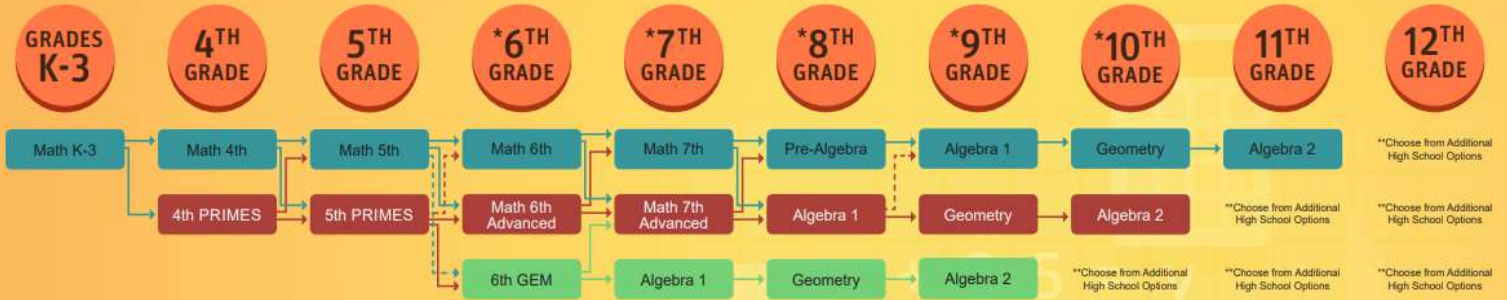 GRADES
K-3
4TH
GRADE
5TH
GRADE
*6TH
GRADE
*7TH
GRADE
*8TH
GRADE
*9TH
GRADE
*10TH
GRADE
11TH
GRADE
12TH
GRADE
Math K-3
Math 4th
Math 5th
Math 6th
Math 7th
Pre-Algebra
Algebra 1
Geometry
Algebra 2
**Choose from Additional
High School Options
4th PRIMES
5th PRIMES
Math 6th
Advanced
Math 7th
Advanced
Algebra 1
Geometry
Algebra 2
**Choose from Additional
High School Options
**Choose from Additional
High School Options
6th GEM
Algebra 1
Geometry
Algebra 2
**Choose from Additional
High School Options
**Choose from Additional
High School Options
**Choose from Additional
High School Options